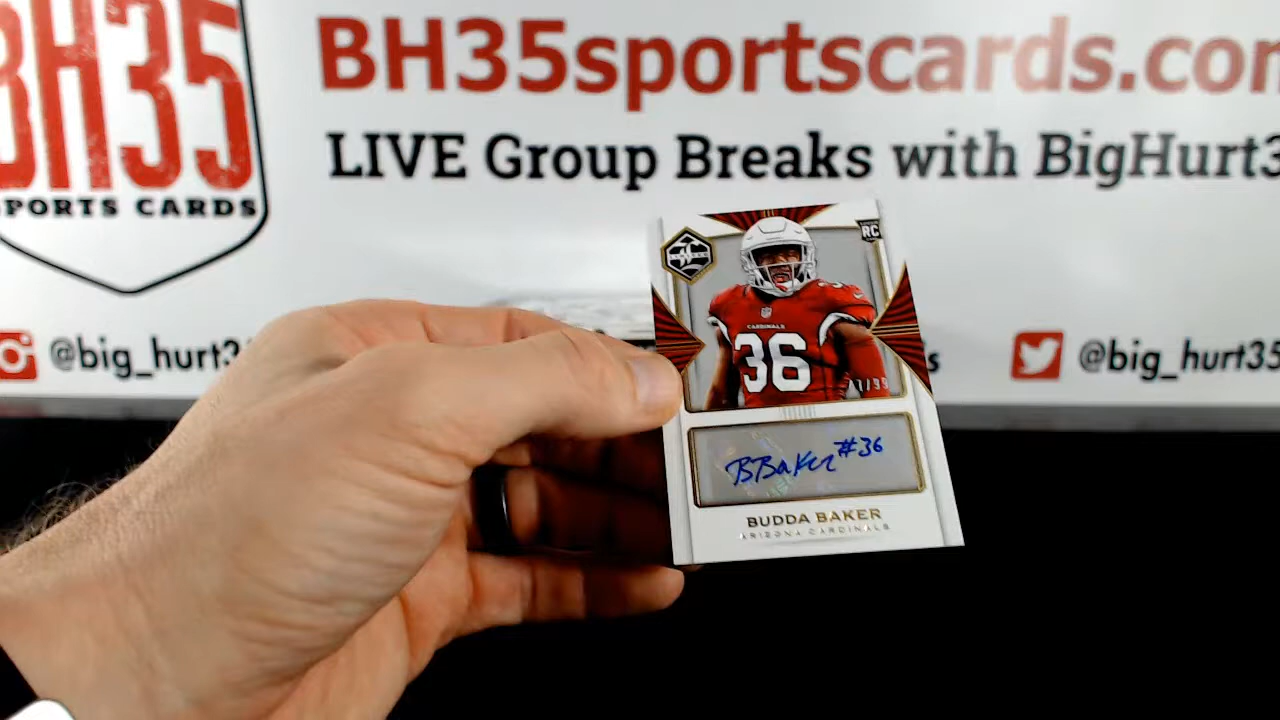 BH35
SPORTS CARDS
BH35sportscards.com
LIVE Group Breaks with BigHurt3
@big_hurt3
@big_hurt35
RC
CARDINALS
36
/99
BBaker #36
BUDDA BAKER
ARIZONA CARDINALS